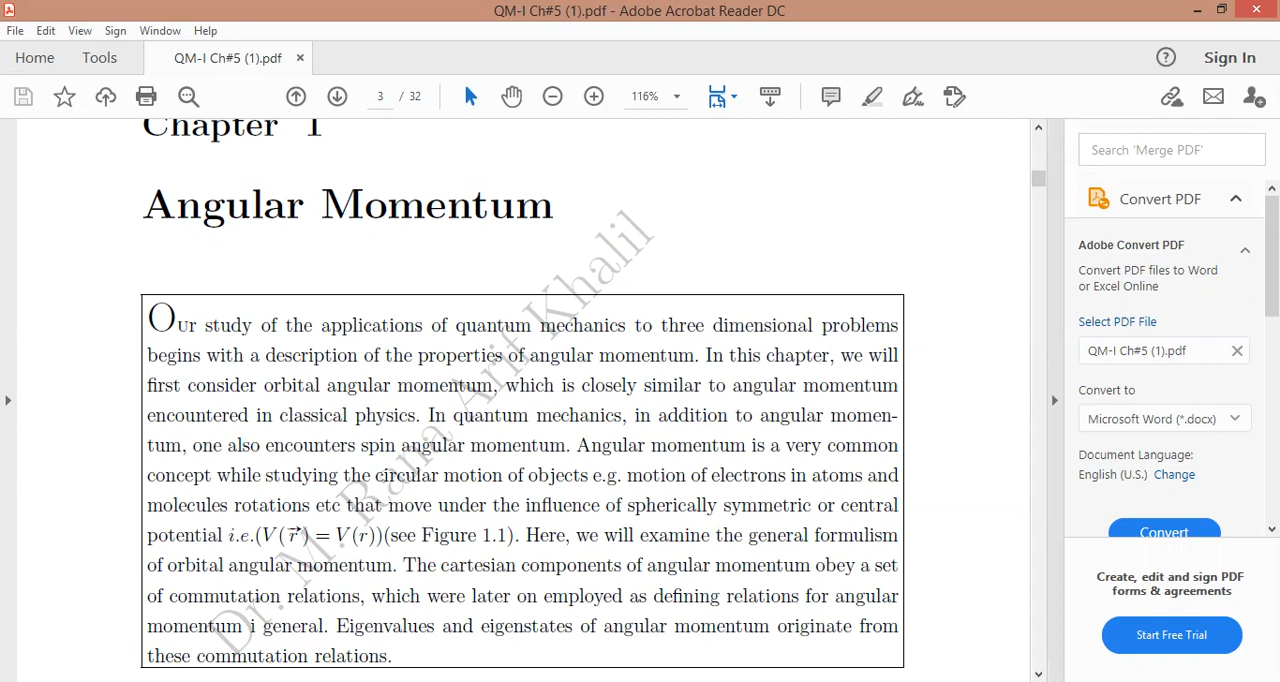 QM-I Ch#5 (1).pdf - Adobe Acrobat Reader DC
File Edit View Sign Window Help
Home Tools QM-I Ch#5 (1).pdf × Sign In
3 / 32 116%
Chapter 1
Angular Momentum
Our study of the applications of quantum mechanics to three dimensional problems
begins with a description of the properties of angular momentum. In this chapter, we will
first consider orbital angular momentum, which is closely similar to angular momentum
encountered in classical physics. In quantum mechanics, in addition to angular momen-
tum, one also encounters spin angular momentum. Angular momentum is a very common
concept while studying the circular motion of objects e.g. motion of electrons in atoms and
molecules rotations etc that move under the influence of spherically symmetric or central
potential i.e.(V(r⃗) = V(r))(see Figure 1.1). Here, we will examine the general formulism
of orbital angular momentum. The cartesian components of angular momentum obey a set
of commutation relations, which were later on employed as defining relations for angular
momentum i general. Eigenvalues and eigenstates of angular momentum originate from
these commutation relations.
Dr. M. Rana Arif Khalil
Search 'Merge PDF'
Convert PDF
Adobe Convert PDF
Convert PDF files to Word
or Excel Online
Select PDF File
QM-I Ch#5 (1).pdf
Convert to
Microsoft Word (*.docx)
Document Language:
English (U.S.) Change
Convert
Create, edit and sign PDF
forms & agreements
Start Free Trial